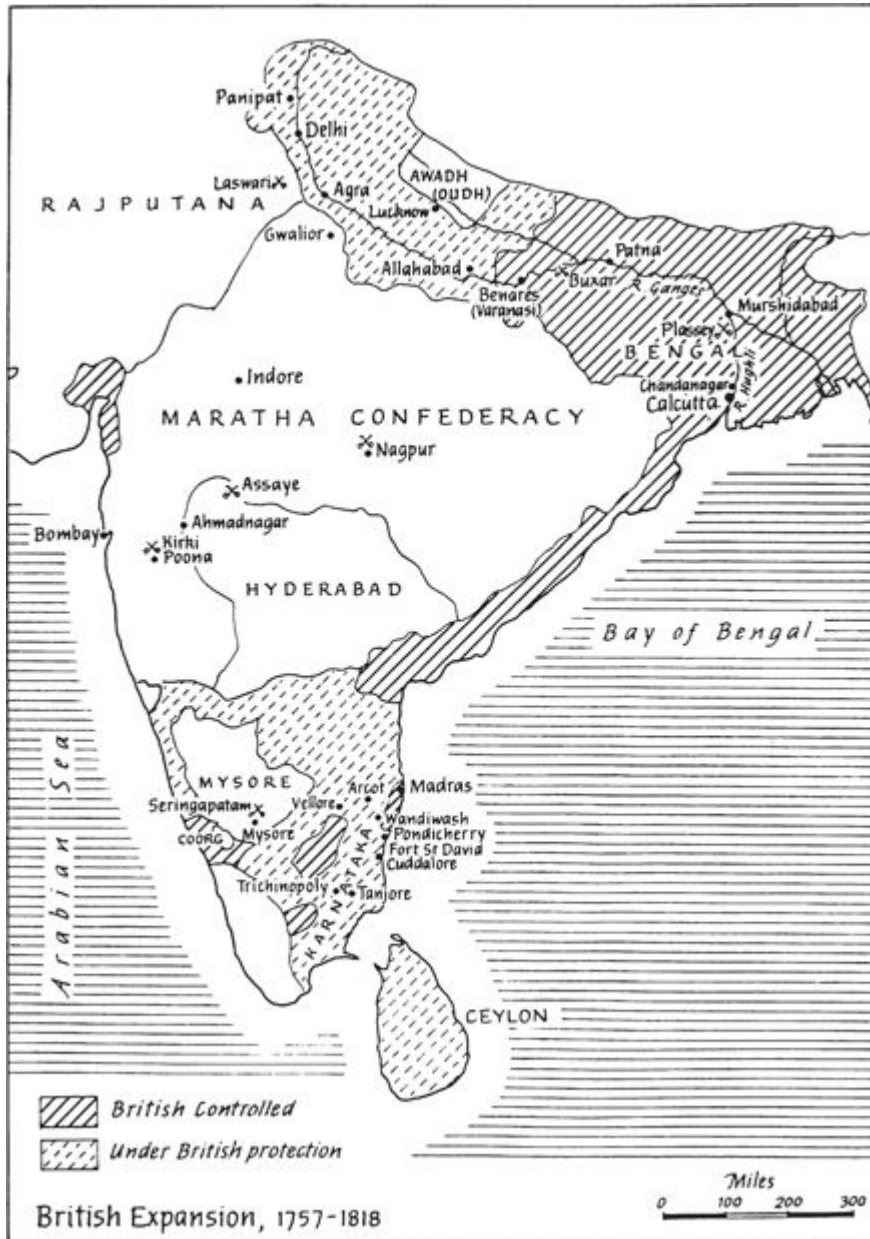 Panipat
Delhi
Laswari
RAJPUTANA
Agra
AWADH
(OUDH)
Lucknow
Gwalior
Allahabad
Benares
(Varanasi)
Buxar
Patna
R. Ganges
Murshidabad
Plassey
BENGAL
Chandanagar
Calcutta
R. Hughli
Indore
MARATHA CONFEDERACY
Nagpur
Assaye
Ahmadnagar
Bombay
Kirki
Poona
HYDERABAD
Bay of Bengal
Arabian Sea
MYSORE
Seringapatam
Mysore
COORG
Vellore
Arcot
Madras
Wandiwash
Pondicherry
Fort St David
Cuddalore
Trichinopoly
Tanjore
KARNATAKA
CEYLON
British Controlled
Under British protection
British Expansion, 1757-1818
Miles
0 100 200 300